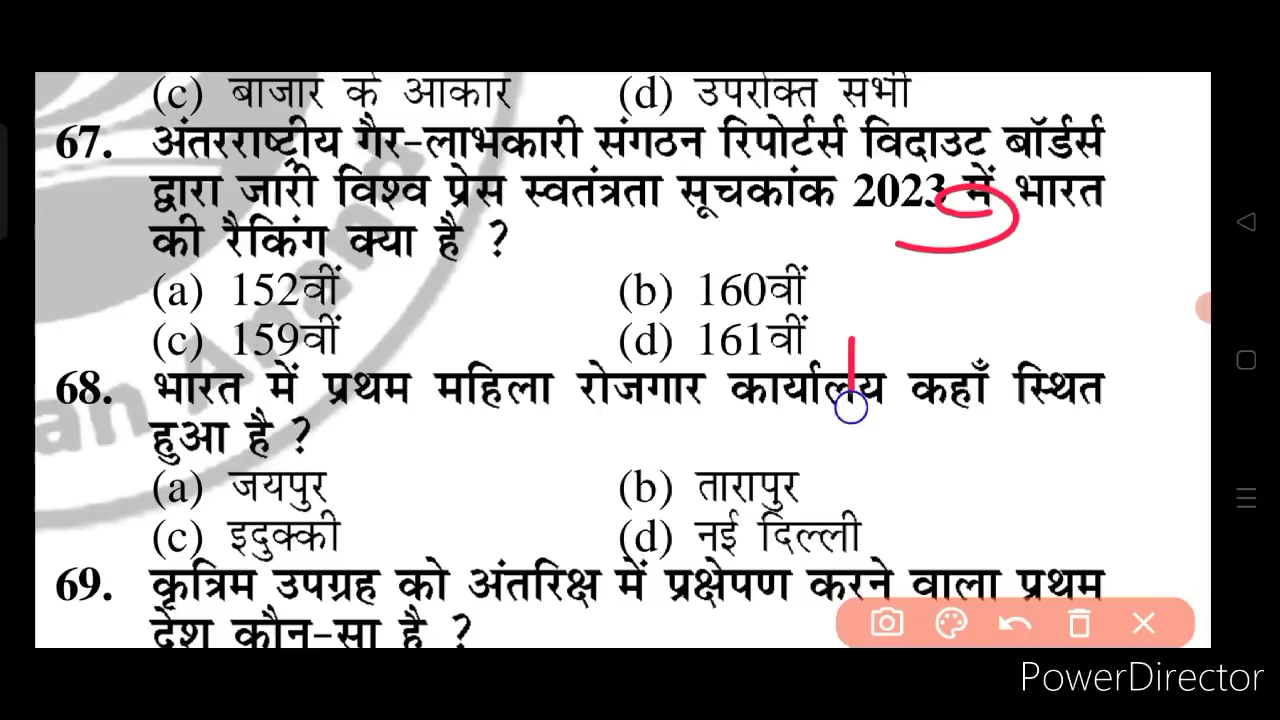 (c) बाजार के आकार (d) उपरोक्त सभी
67. अंतरराष्ट्रीय गैर-लाभकारी संगठन रिपोर्टर्स विदाउट बॉर्डर्स
द्वारा जारी विश्व प्रेस स्वतंत्रता सूचकांक 2023 में भारत
की रैंकिंग क्या है ?
(a) 152वीं (b) 160वीं
(c) 159वीं (d) 161वीं
68. भारत में प्रथम महिला रोजगार कार्यालय कहाँ स्थित
हुआ है ?
(a) जयपुर (b) तारापुर
(c) इदुक्की (d) नई दिल्ली
69. कृत्रिम उपग्रह को अंतरिक्ष में प्रक्षेपण करने वाला प्रथम
देश कौन-सा है ?
PowerDirector